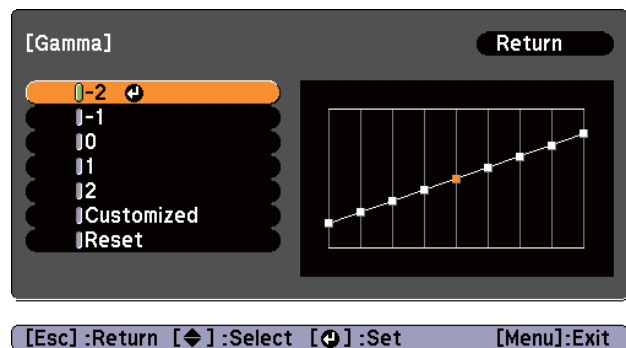 [Gamma]
Return
-2
-1
0
1
2
Customized
Reset
[Esc] :Return [◆] :Select [↵] :Set [Menu]:Exit